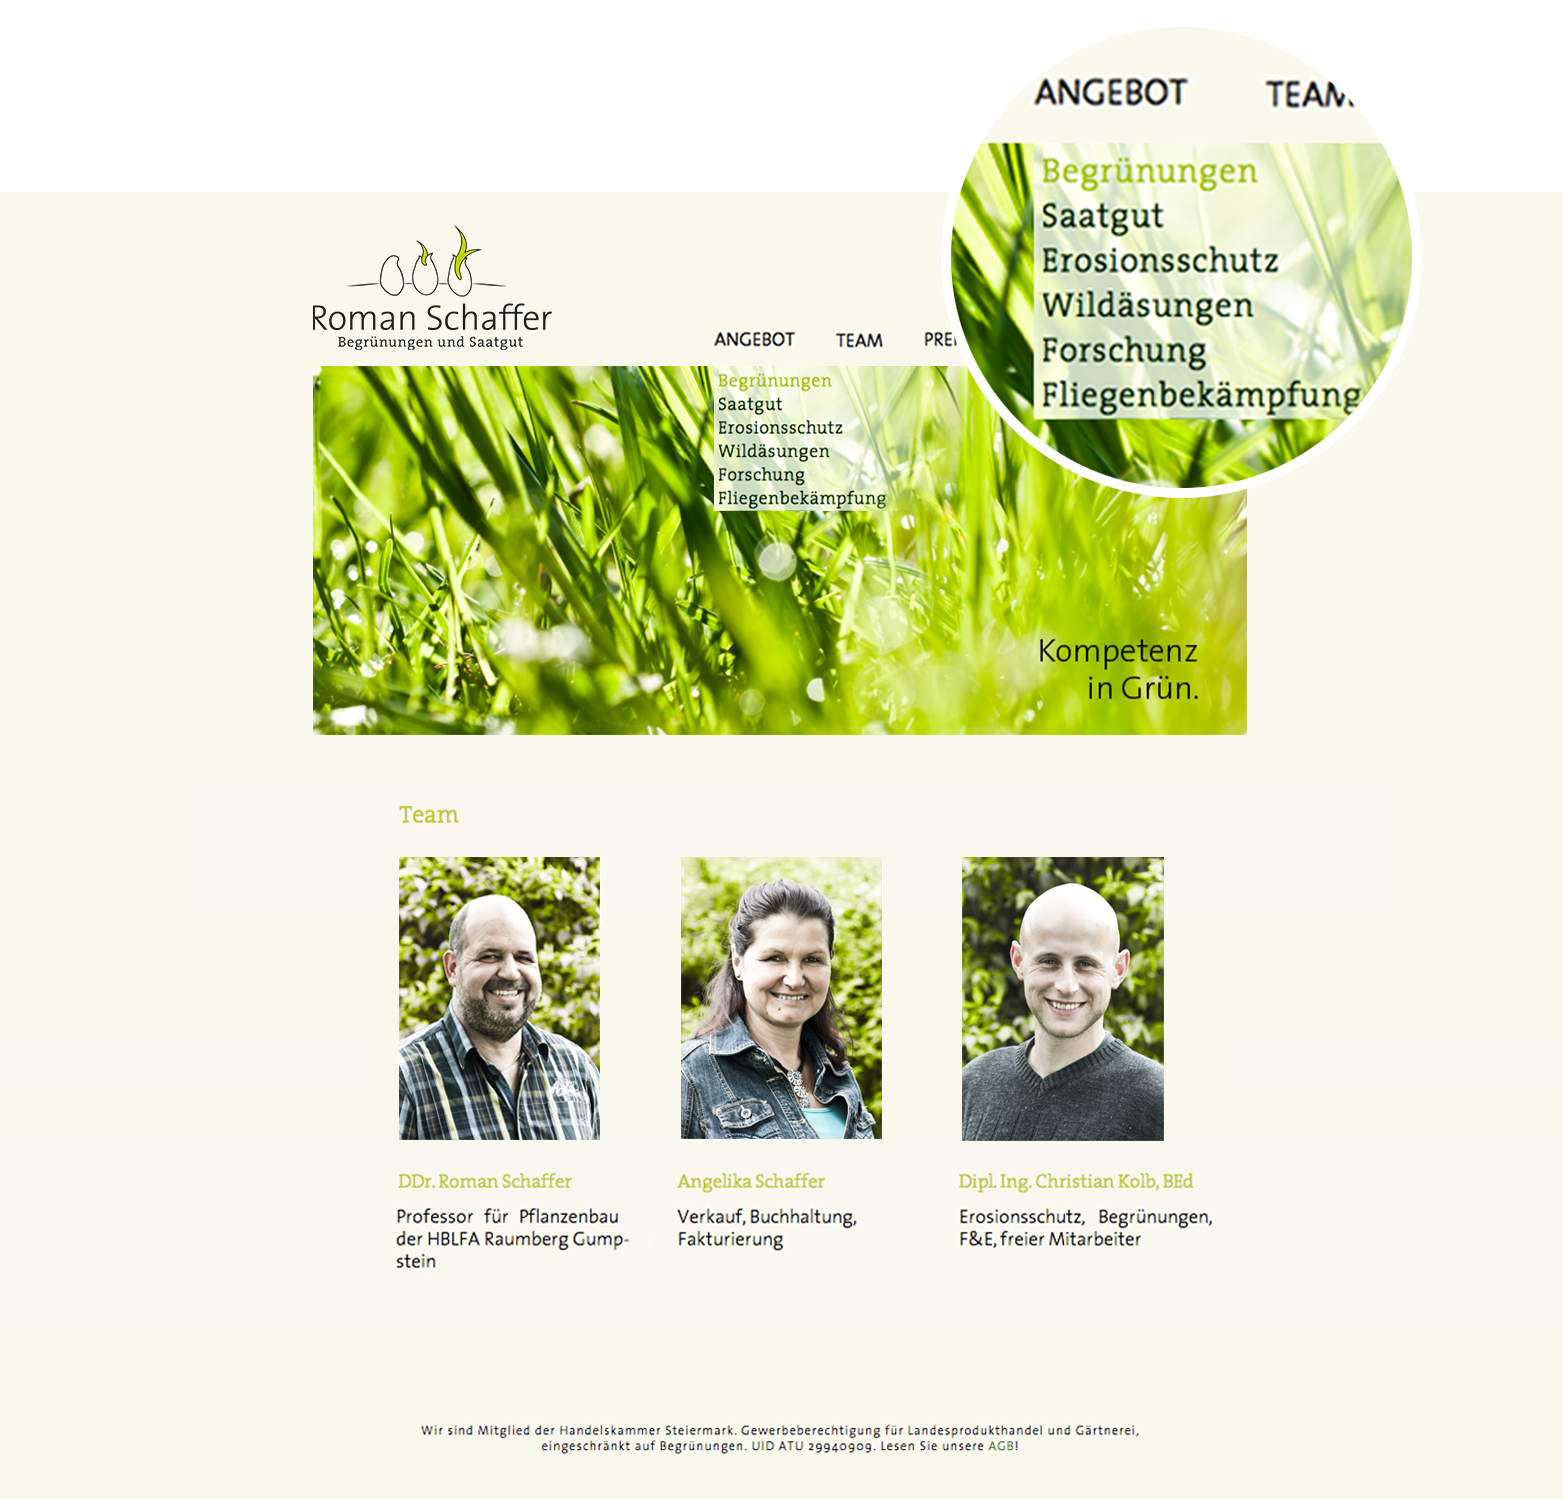 ANGEBOT
Begrünungen
Saatgut
Erosionsschutz
Wildäsungen
Forschung
Fliegenbekämpfung
Roman Schaffer
Begrünungen und Saatgut
ANGEBOT TEAM
Begrünungen
Saatgut
Erosionsschutz
Wildäsungen
Forschung
Fliegenbekämpfung
Kompetenz
in Grün.
Team
DDr. Roman Schaffer
Professor für Pflanzenbau
der HBLFA Raumberg Gump-
stein
Angelika Schaffer
Verkauf, Buchhaltung,
Fakturierung
Dipl. Ing. Christian Kolb, BEd
Erosionsschutz, Begrünungen,
F&E, freier Mitarbeiter
Wir sind Mitglied der Handelskammer Steiermark. Gewerbeberechtigung für Landesprodukthandel und Gärtnerei,
eingeschränkt auf Begrünungen. UID ATU 29940909. Lesen Sie unsere AGB!